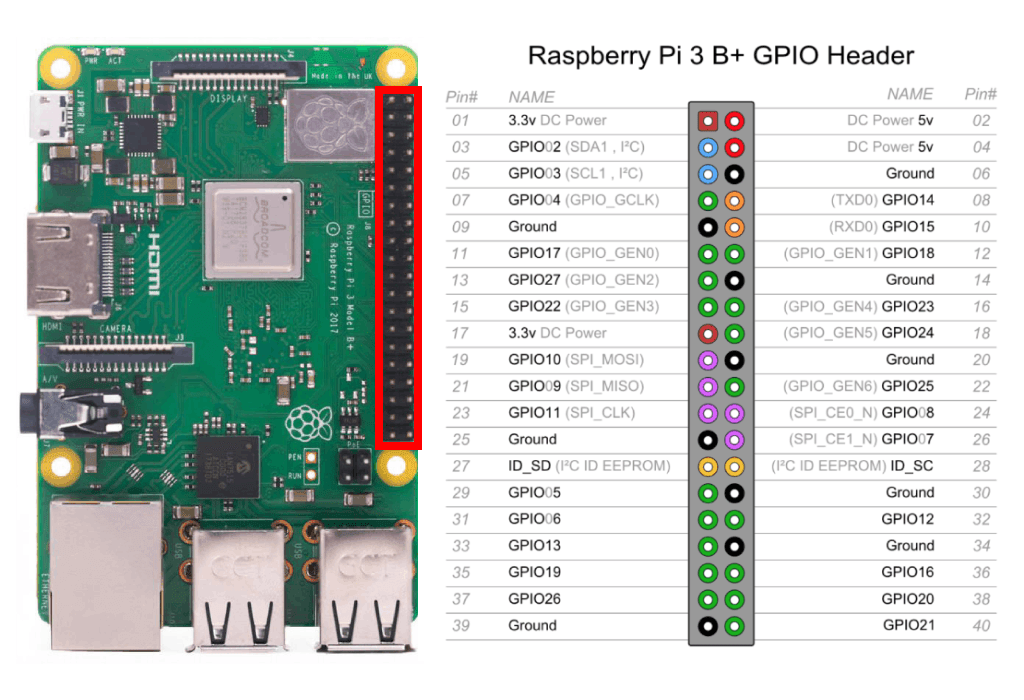 PWR ACT
J4
Made in The UK
DISPLAY
J1 PWR IN
GPIO
J8
BROADCOM
Raspberry Pi 3 Model B+
© Raspberry Pi 2017
HDMI
J6
HDMI
CAMERA
J3
A/V
J7
PoE
PEN
RUN
USB
USB
ETHERNET
Raspberry Pi 3 B+ GPIO Header
Pin# NAME NAME Pin#
01 3.3v DC Power DC Power 5v 02
03 GPIO02 (SDA1 , I²C) DC Power 5v 04
05 GPIO03 (SCL1 , I²C) Ground 06
07 GPIO04 (GPIO_GCLK) (TXD0) GPIO14 08
09 Ground (RXD0) GPIO15 10
11 GPIO17 (GPIO_GEN0) (GPIO_GEN1) GPIO18 12
13 GPIO27 (GPIO_GEN2) Ground 14
15 GPIO22 (GPIO_GEN3) (GPIO_GEN4) GPIO23 16
17 3.3v DC Power (GPIO_GEN5) GPIO24 18
19 GPIO10 (SPI_MOSI) Ground 20
21 GPIO09 (SPI_MISO) (GPIO_GEN6) GPIO25 22
23 GPIO11 (SPI_CLK) (SPI_CE0_N) GPIO08 24
25 Ground (SPI_CE1_N) GPIO07 26
27 ID_SD (I²C ID EEPROM) (I²C ID EEPROM) ID_SC 28
29 GPIO05 Ground 30
31 GPIO06 GPIO12 32
33 GPIO13 Ground 34
35 GPIO19 GPIO16 36
37 GPIO26 GPIO20 38
39 Ground GPIO21 40